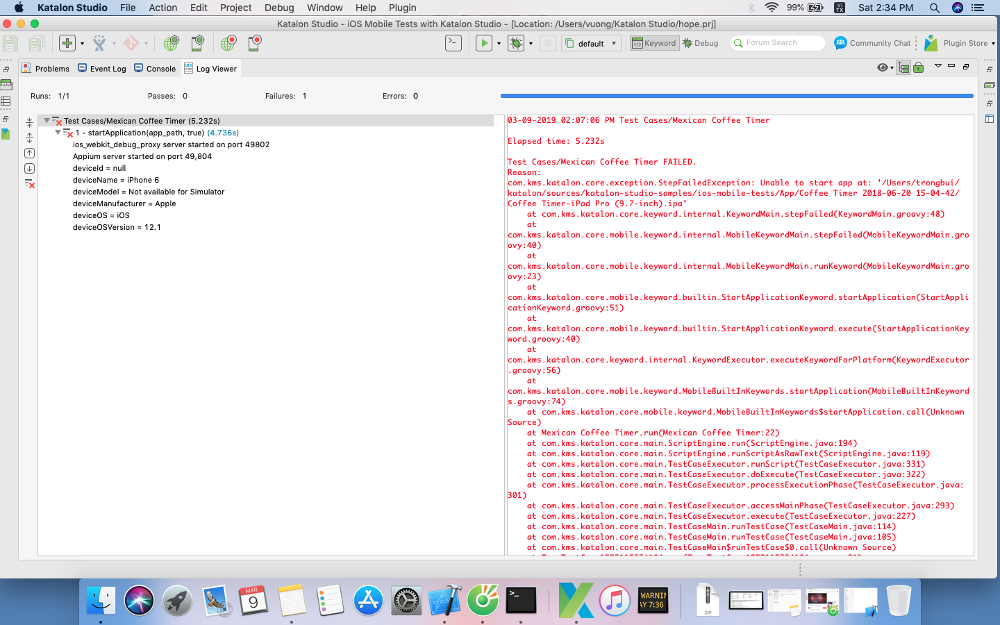 Katalon Studio File Action Edit Project Debug Window Help Plugin 99% VI TX Sat 2:34 PM
Katalon Studio - iOS Mobile Tests with Katalon Studio - [Location: /Users/vuong/Katalon Studio/hope.prj]
default Keyword Debug Forum Search Community Chat Plugin Store
Problems Event Log Console Log Viewer
Runs: 1/1 Passes: 0 Failures: 1 Errors: 0
Test Cases/Mexican Coffee Timer (5.232s)
1 - startApplication(app_path, true) (4.736s)
ios_webkit_debug_proxy server started on port 49802
Appium server started on port 49,804
deviceId = null
deviceName = iPhone 6
deviceModel = Not available for Simulator
deviceManufacturer = Apple
deviceOS = iOS
deviceOSVersion = 12.1
03-09-2019 02:07:06 PM Test Cases/Mexican Coffee Timer
Elapsed time: 5.232s
Test Cases/Mexican Coffee Timer FAILED.
Reason:
com.kms.katalon.core.exception.StepFailedException: Unable to start app at: '/Users/trongbui/
katalon/sources/katalon-studio-samples/ios-mobile-tests/App/Coffee Timer 2018-06-20 15-04-42/
Coffee Timer-iPad Pro (9.7-inch).ipa'
at com.kms.katalon.core.keyword.internal.KeywordMain.stepFailed(KeywordMain.groovy:48)
at
com.kms.katalon.core.mobile.keyword.internal.MobileKeywordMain.stepFailed(MobileKeywordMain.gro
ovy:40)
at
com.kms.katalon.core.mobile.keyword.internal.MobileKeywordMain.runKeyword(MobileKeywordMain.gro
ovy:23)
at
com.kms.katalon.core.mobile.keyword.builtin.StartApplicationKeyword.startApplication(StartAppli
cationKeyword.groovy:51)
at
com.kms.katalon.core.mobile.keyword.builtin.StartApplicationKeyword.execute(StartApplicationKey
word.groovy:40)
at
com.kms.katalon.core.keyword.internal.KeywordExecutor.executeKeywordForPlatform(KeywordExecutor
.groovy:56)
at
com.kms.katalon.core.mobile.keyword.MobileBuiltInKeywords.startApplication(MobileBuiltInKeyword
s.groovy:74)
at com.kms.katalon.core.mobile.keyword.MobileBuiltInKeywords$startApplication.call(Unknown
Source)
at Mexican Coffee Timer.run(Mexican Coffee Timer:22)
at com.kms.katalon.core.main.ScriptEngine.run(ScriptEngine.java:194)
at com.kms.katalon.core.main.ScriptEngine.runScriptAsRawText(ScriptEngine.java:119)
at com.kms.katalon.core.main.TestCaseExecutor.runScript(TestCaseExecutor.java:331)
at com.kms.katalon.core.main.TestCaseExecutor.doExecute(TestCaseExecutor.java:322)
at com.kms.katalon.core.main.TestCaseExecutor.processExecutionPhase(TestCaseExecutor.java:
301)
at com.kms.katalon.core.main.TestCaseExecutor.accessMainPhase(TestCaseExecutor.java:293)
at com.kms.katalon.core.main.TestCaseExecutor.execute(TestCaseExecutor.java:227)
at com.kms.katalon.core.main.TestCaseMain.runTestCase(TestCaseMain.java:114)
at com.kms.katalon.core.main.TestCaseMain.runTestCase(TestCaseMain.java:105)
at com.kms.katalon.core.main.TestCaseMain$runTestCase$0.call(Unknown Source)
MAR
9
WARNIN
AY 7:36
ZIP